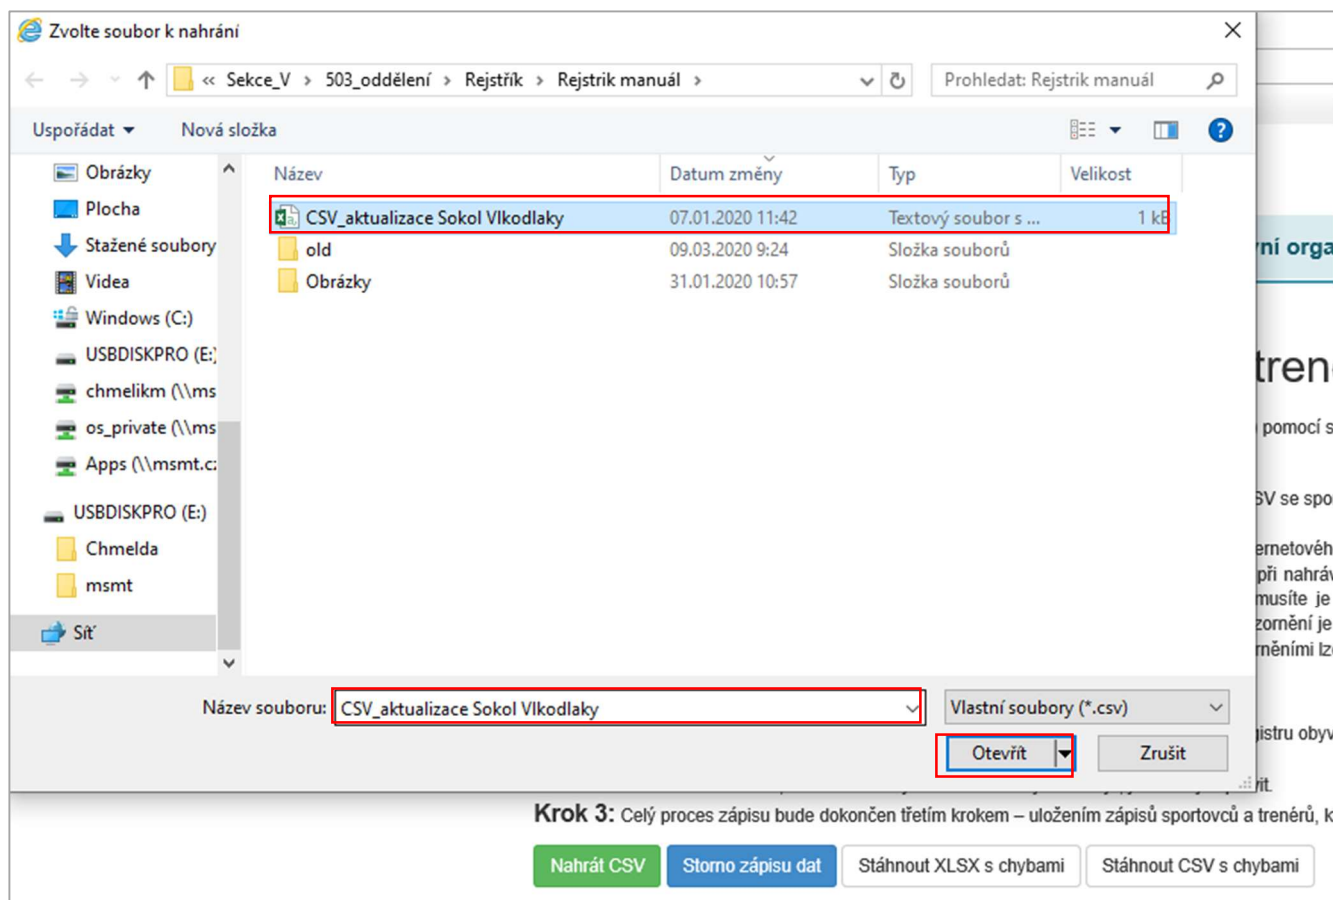 Zvolte soubor k nahrání
« Sekce_V > 503_oddělení > Rejstřík > Rejstrik manuál >
Prohledat: Rejstrik manuál
Uspořádat
Nová složka
Název
Datum změny
Typ
Velikost
CSV_aktualizace Sokol Vlkodlaky
07.01.2020 11:42
Textový soubor s ...
1 kB
old
09.03.2020 9:24
Složka souborů
Obrázky
31.01.2020 10:57
Složka souborů
Obrázky
Plocha
Stažené soubory
Videa
Windows (C:)
USBDISKPRO (E:)
chmelikm (\\ms
os_private (\\ms
Apps (\\msmt.c
USBDISKPRO (E:)
Chmelda
msmt
Síť
Název souboru:
CSV_aktualizace Sokol Vlkodlaky
Vlastní soubory (*.csv)
Otevřít
Zrušit
ní orga
tren
pomocí s
SV se spo
ernetovéh
při nahráv
musíte je
zornění je
rněními lz
istru obyv
vit.
Krok 3: Celý proces zápisu bude dokončen třetím krokem – uložením zápisů sportovců a trenérů, k
Nahrát CSV
Storno zápisu dat
Stáhnout XLSX s chybami
Stáhnout CSV s chybami